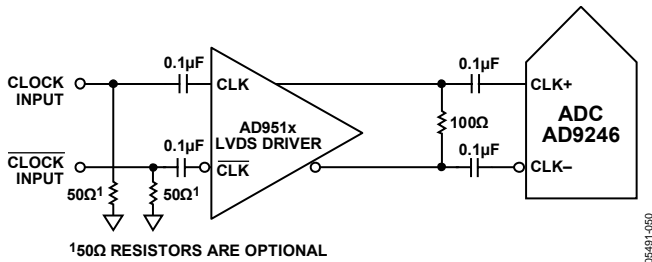 CLOCK
INPUT
0.1µF
CLK
0.1µF
CLK+
AD951x
LVDS DRIVER
100Ω
ADC
AD9246
CLOCK
INPUT
0.1µF
CLK
0.1µF
CLK–
50Ω¹
50Ω¹
¹50Ω RESISTORS ARE OPTIONAL
05491-050